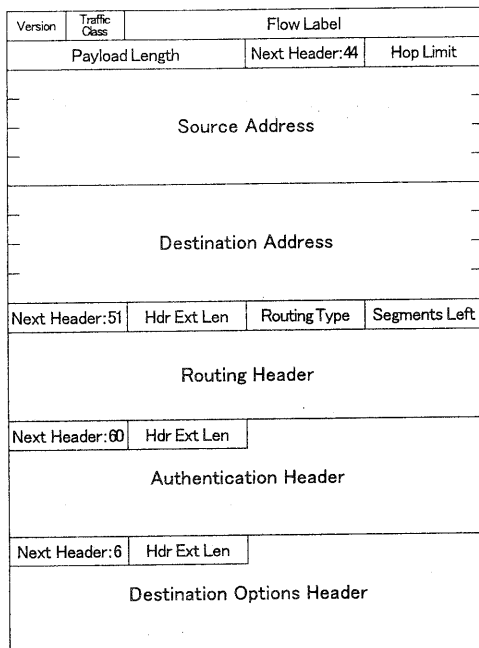 Version Traffic Class Flow Label
Payload Length Next Header:44 Hop Limit
Source Address
Destination Address
Next Header:51 Hdr Ext Len Routing Type Segments Left
Routing Header
Next Header:60 Hdr Ext Len
Authentication Header
Next Header:6 Hdr Ext Len
Destination Options Header